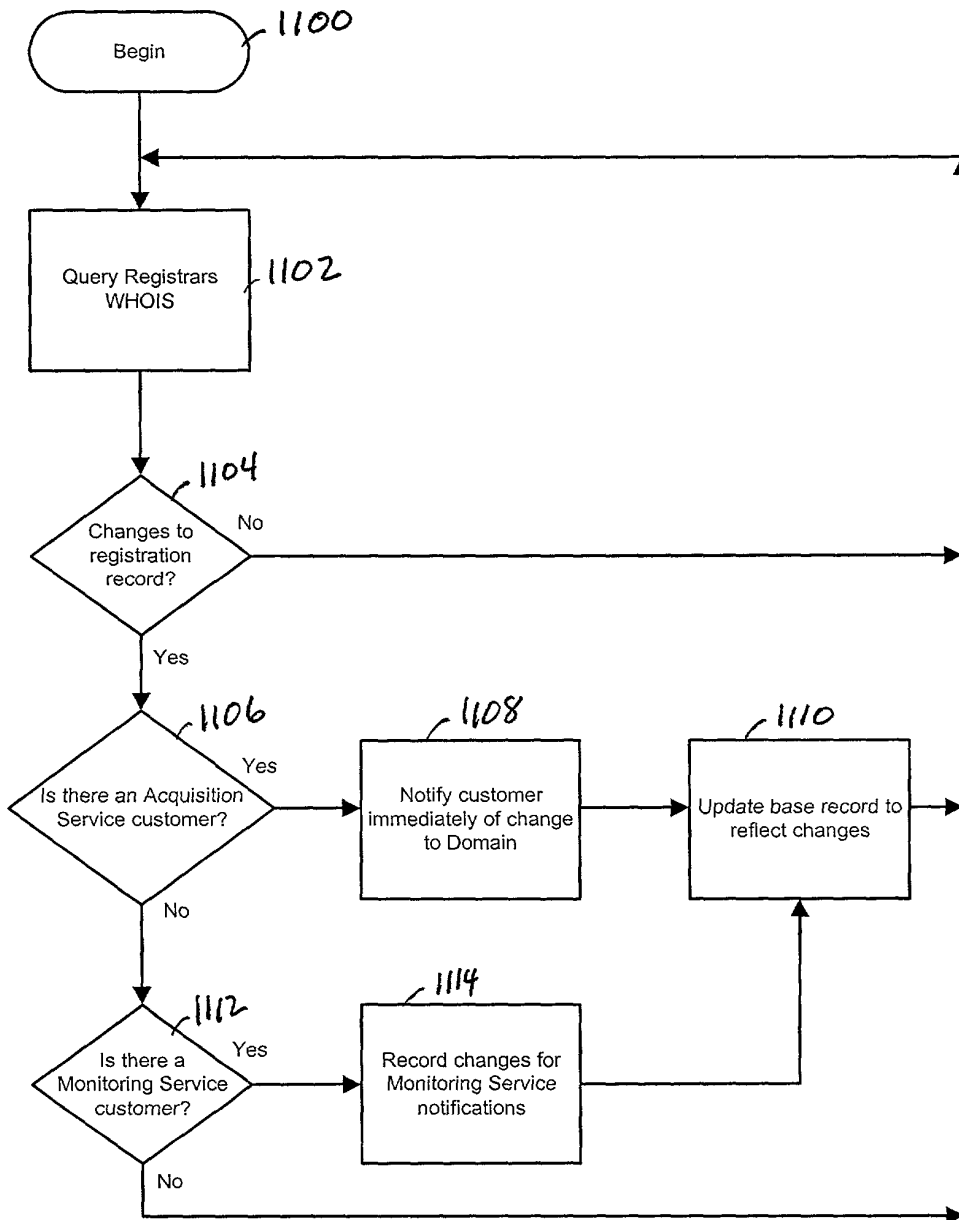 1100
Begin
1102
Query Registrars
WHOIS
1104
Changes to
registration
record?
No
Yes
1106
Is there an Acquisition
Service customer?
Yes
1108
Notify customer
immediately of change
to Domain
1110
Update base record to
reflect changes
No
1112
Is there a
Monitoring Service
customer?
Yes
1114
Record changes for
Monitoring Service
notifications
No